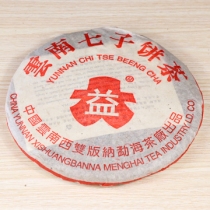 雲南七子餅茶
YUNNAN CHI TSE BEENG CHA
益
中國雲南西雙版納勐海茶廠出品
CHINA YUNNAN XISHUANGBANNA MENGHAI TEA INDUSTRY.LD.CO